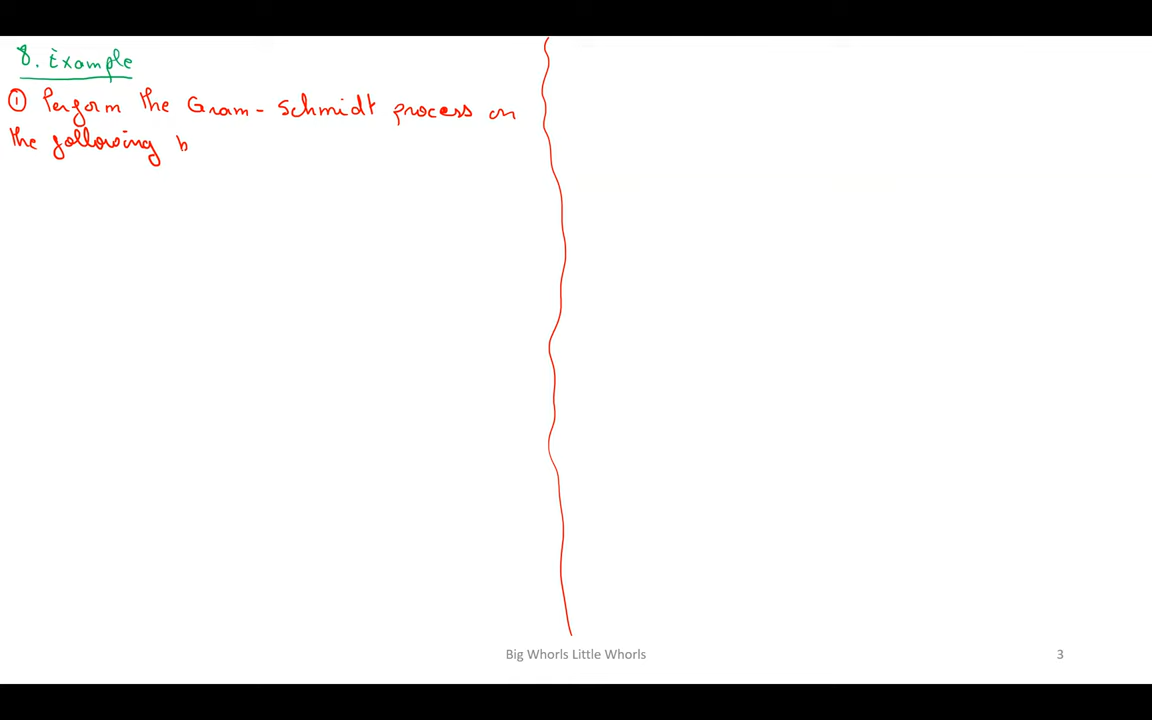 8. Example
① Perform the Gram-Schmidt process on
the following b
Big Whorls Little Whorls
3